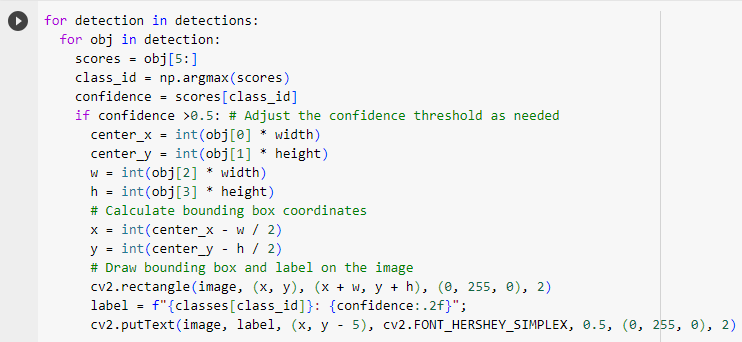 for detection in detections:
  for obj in detection:
    scores = obj[5:]
    class_id = np.argmax(scores)
    confidence = scores[class_id]
    if confidence >0.5: # Adjust the confidence threshold as needed
      center_x = int(obj[0] * width)
      center_y = int(obj[1] * height)
      w = int(obj[2] * width)
      h = int(obj[3] * height)
      # Calculate bounding box coordinates
      x = int(center_x - w / 2)
      y = int(center_y - h / 2)
      # Draw bounding box and label on the image
      cv2.rectangle(image, (x, y), (x + w, y + h), (0, 255, 0), 2)
      label = f"{classes[class_id]}: {confidence:.2f}";
      cv2.putText(image, label, (x, y - 5), cv2.FONT_HERSHEY_SIMPLEX, 0.5, (0, 255, 0), 2)